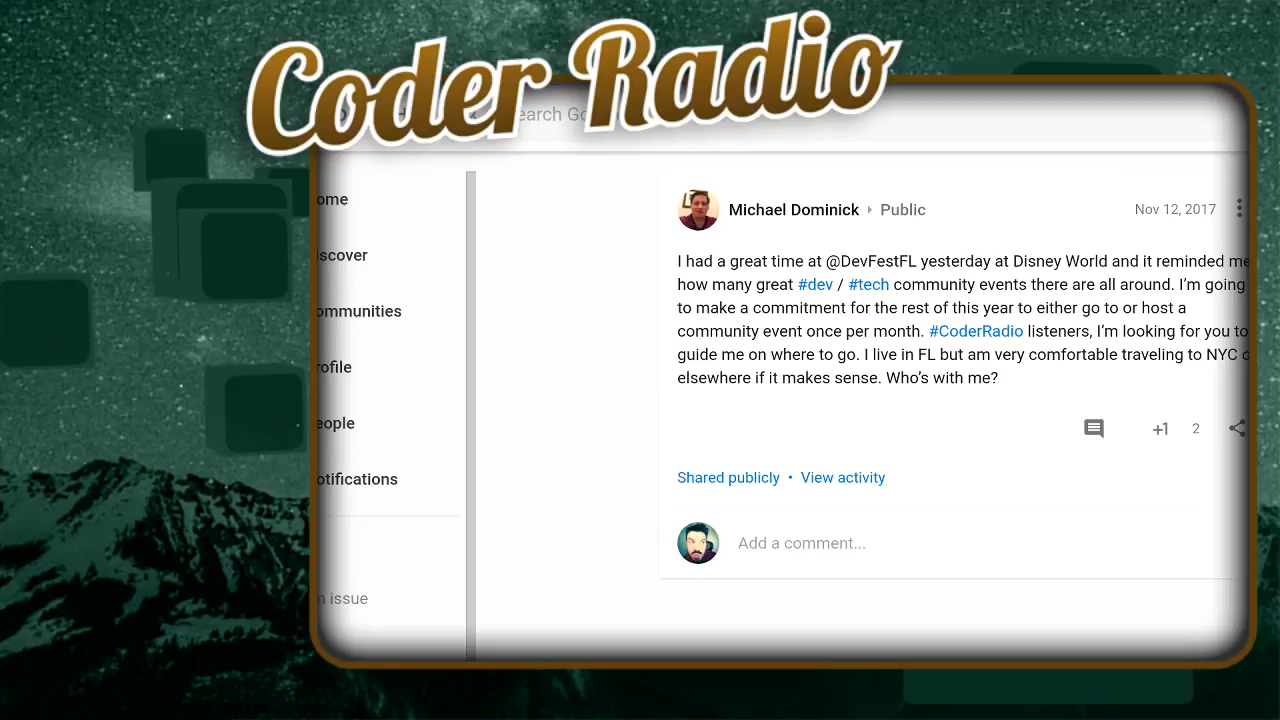 Coder Radio
earch Go
ome
iscover
ommunities
rofile
eople
otifications
issue
Michael Dominick Public
Nov 12, 2017
I had a great time at @DevFestFL yesterday at Disney World and it reminded me
how many great #dev / #tech community events there are all around. I’m going
to make a commitment for the rest of this year to either go to or host a
community event once per month. #CoderRadio listeners, I’m looking for you to
guide me on where to go. I live in FL but am very comfortable traveling to NYC o
elsewhere if it makes sense. Who’s with me?
+1 2
Shared publicly • View activity
Add a comment...